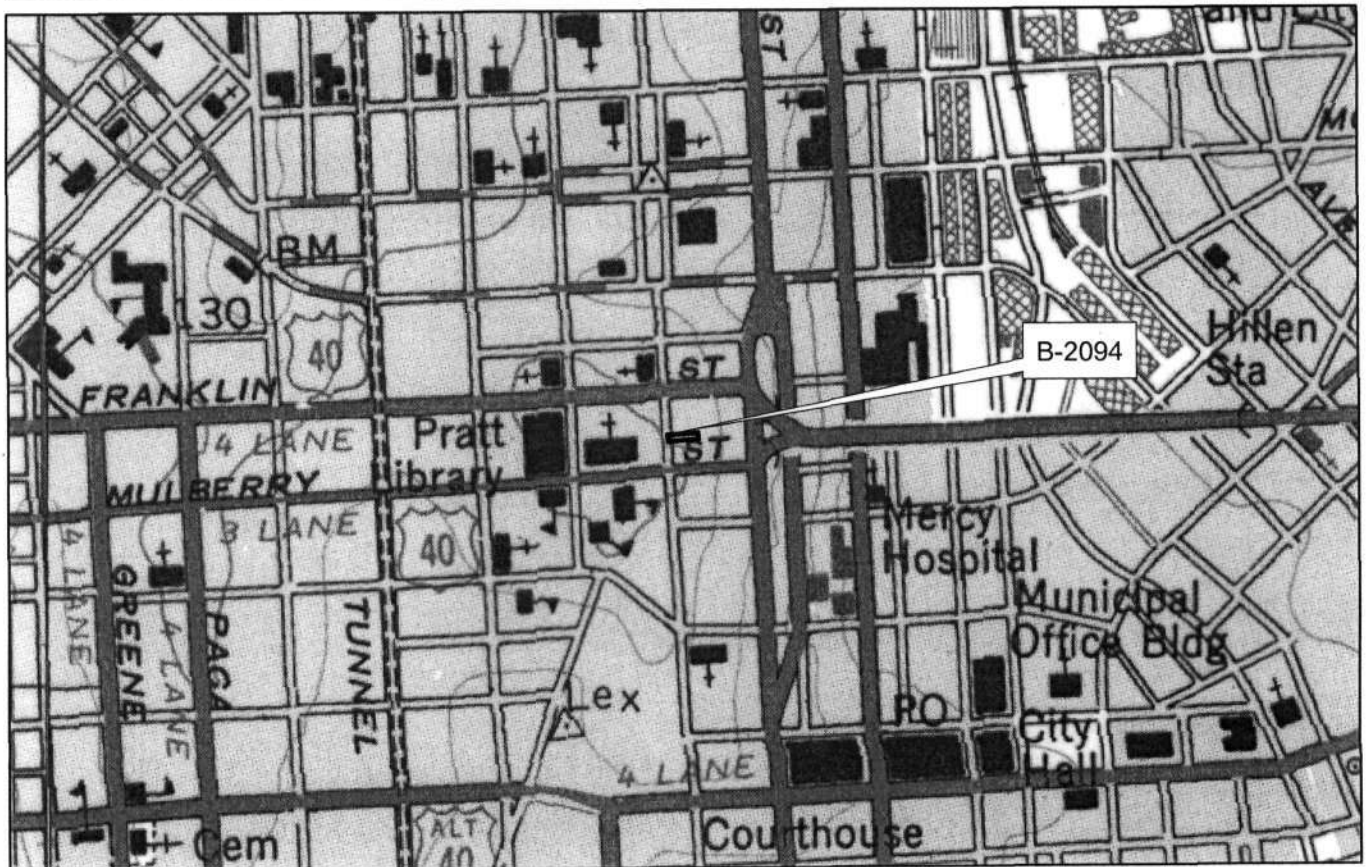 ST
BM
130
40
B-2094
Hillen
Sta
FRANKLIN
ST
4 LANE
Pratt
Library
ST
MULBERRY
3 LANE
40
Mercy
Hospital
4 LANE
GREENE
4 LANE
PACA
TUNNEL
Municipal
Office Bldg
Lex
PO
City
Hall
4 LANE
Cem
ALT
40
Courthouse
AVE